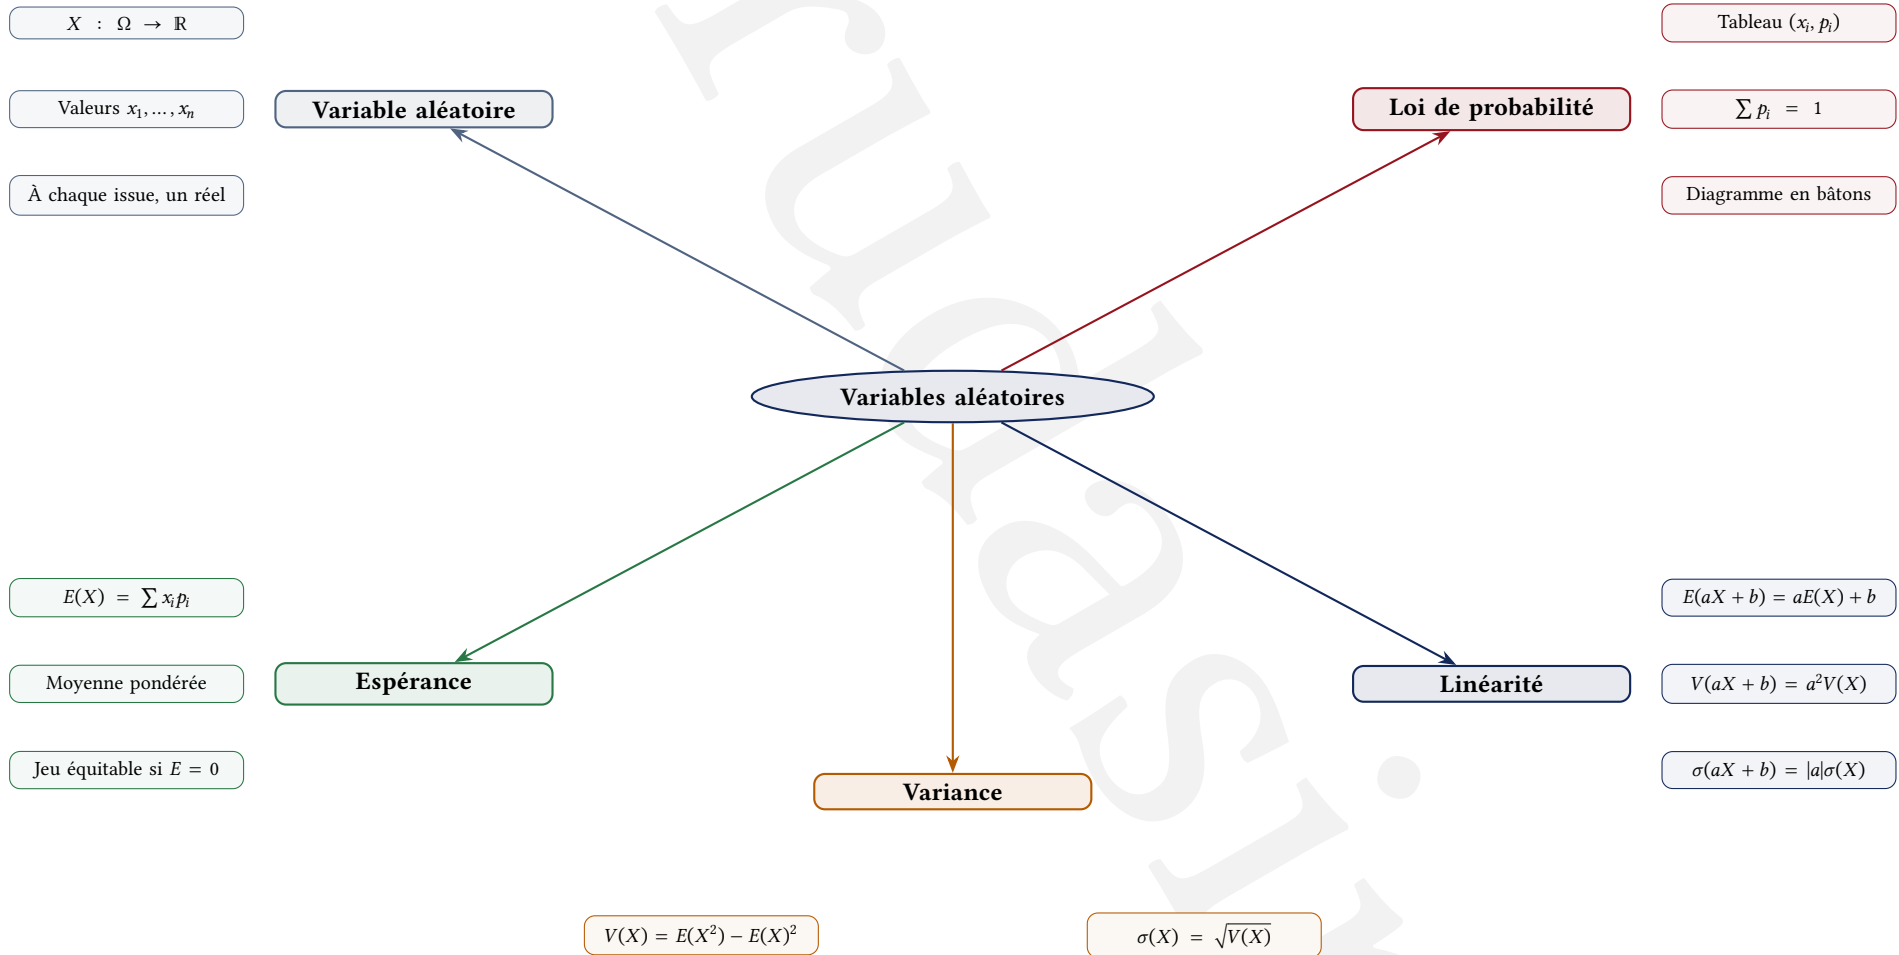 X : Ω → ℝ
Valeurs x₁, … , xₙ
À chaque issue, un réel
Variable aléatoire
Loi de probabilité
Tableau (xᵢ, pᵢ)
∑ pᵢ = 1
Diagramme en bâtons
Variables aléatoires
E(X) = ∑ xᵢpᵢ
Moyenne pondérée
Jeu équitable si E = 0
Espérance
Variance
Linéarité
E(aX + b) = aE(X) + b
V(aX + b) = a²V(X)
σ(aX + b) = |a|σ(X)
V(X) = E(X²) − E(X)²
σ(X) = √V(X)
rudasir